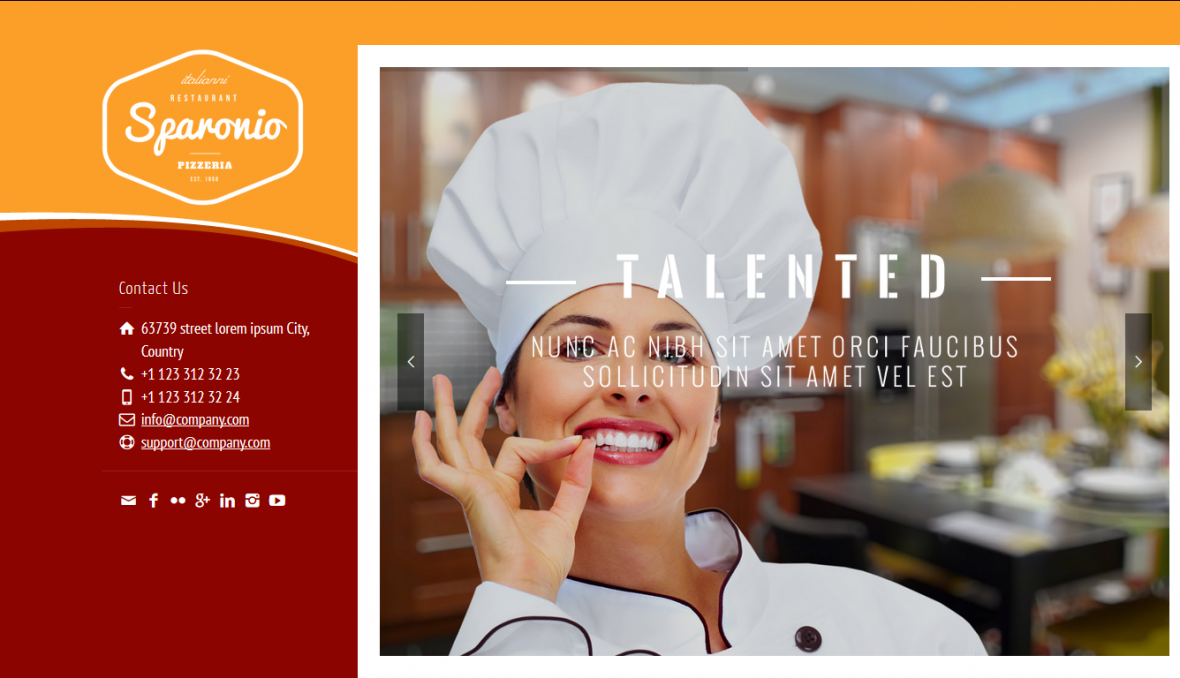 italianni
RESTAURANT
Sparonio
PIZZERIA
EST. 1969
Contact Us
63739 street lorem ipsum City,
Country
+1 123 312 32 23
+1 123 312 32 24
info@company.com
support@company.com
TALENTED
NUNC AC NIBH SIT AMET ORCI FAUCIBUS
SOLLICITUDIN SIT AMET VEL EST